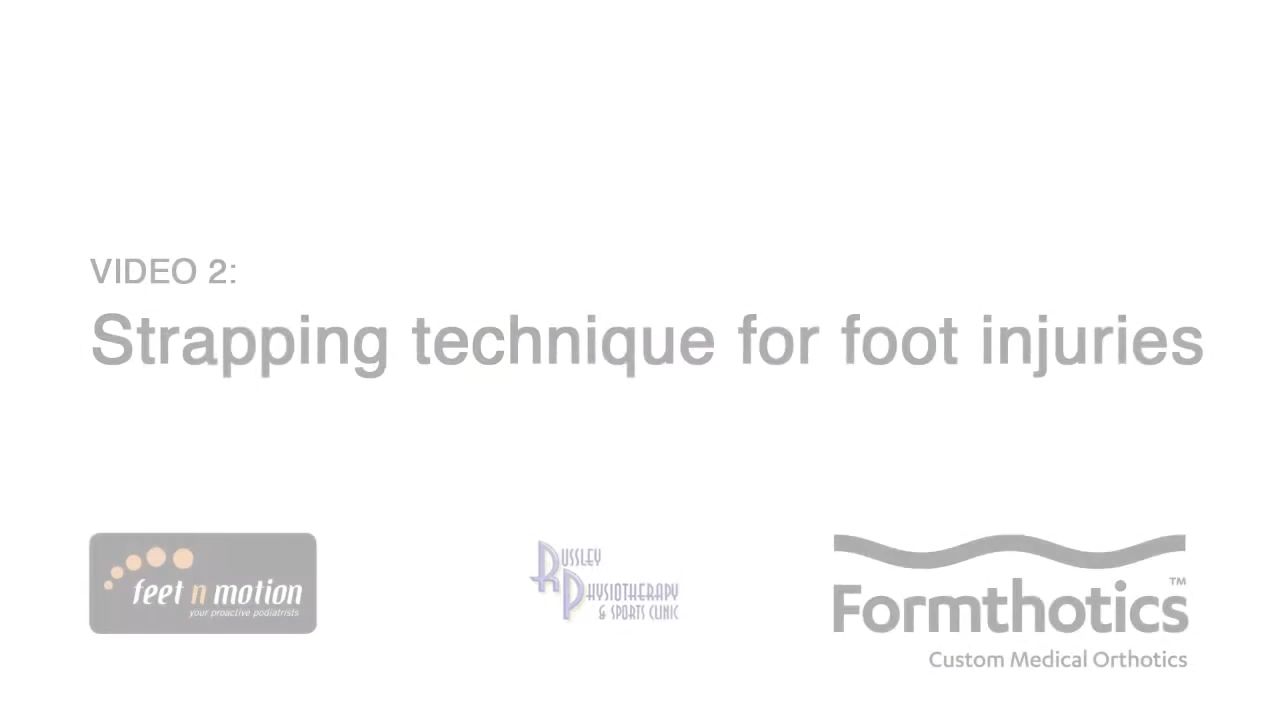 VIDEO 2:
Strapping technique for foot injuries
feet n motion
your proactive podiatrists
RUSSLEY
PHYSIOTHERAPY
& SPORTS CLINIC
Formthotics™
Custom Medical Orthotics